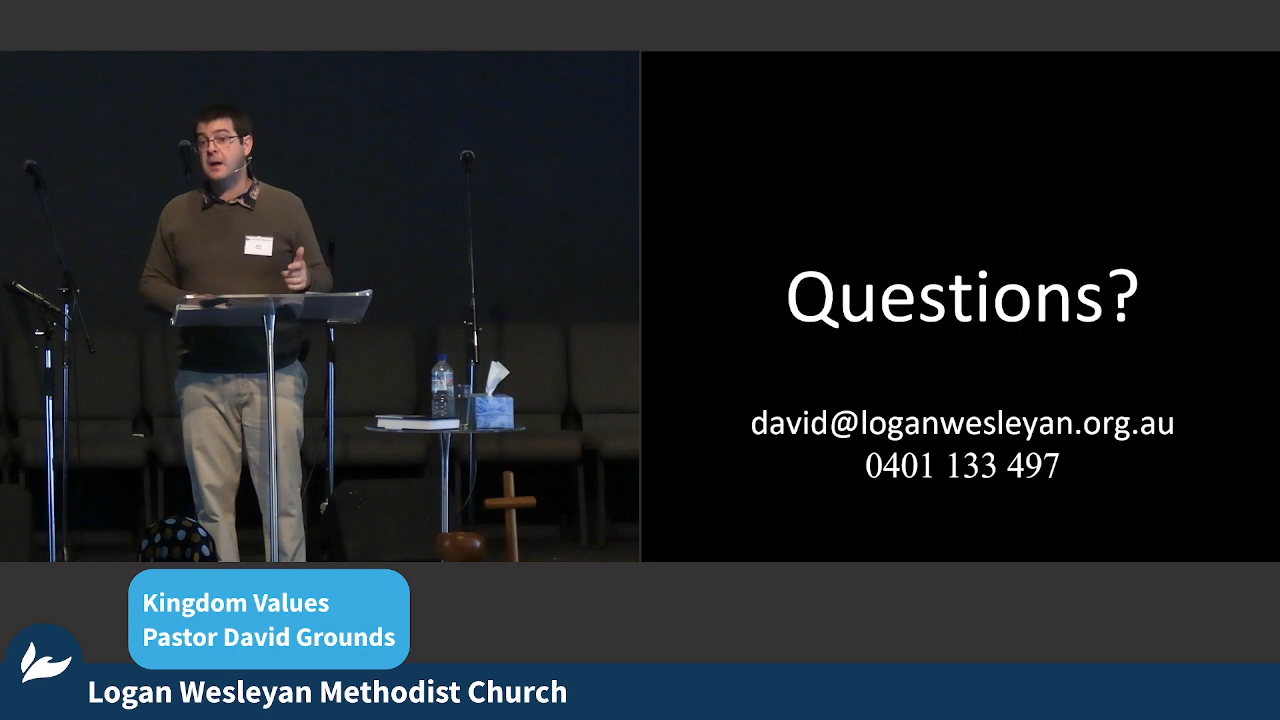 Questions?
david@loganwesleyan.org.au
0401 133 497
Kingdom Values
Pastor David Grounds
Logan Wesleyan Methodist Church